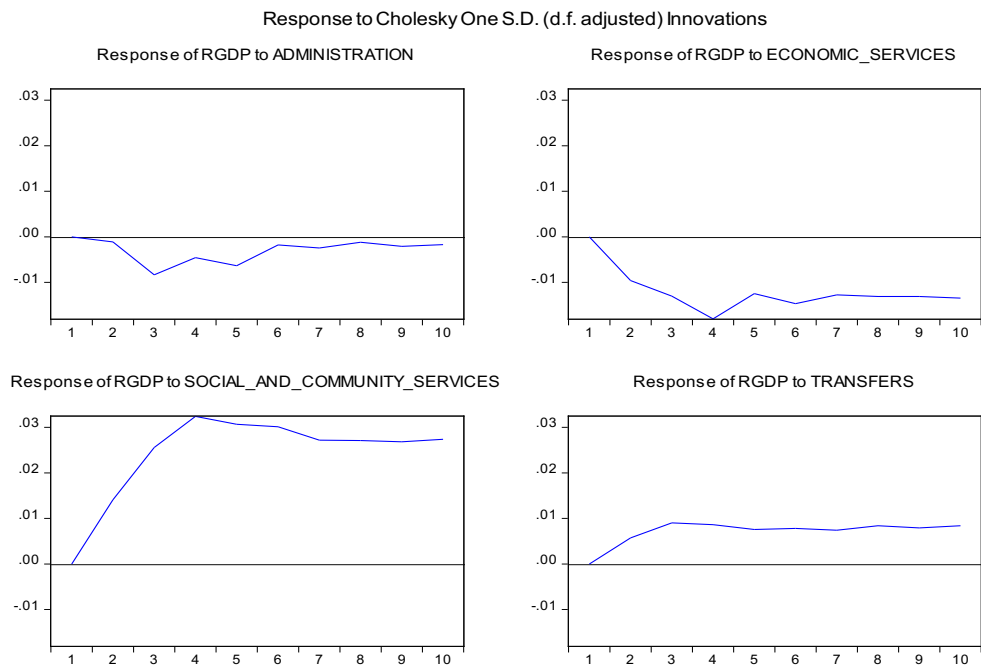 Response to Cholesky One S.D. (d.f. adjusted) Innovations
Response of RGDP to ADMINISTRATION
.03
.02
.01
.00
-.01
1 2 3 4 5 6 7 8 9 10
Response of RGDP to ECONOMIC_SERVICES
.03
.02
.01
.00
-.01
1 2 3 4 5 6 7 8 9 10
Response of RGDP to SOCIAL_AND_COMMUNITY_SERVICES
.03
.02
.01
.00
-.01
1 2 3 4 5 6 7 8 9 10
Response of RGDP to TRANSFERS
.03
.02
.01
.00
-.01
1 2 3 4 5 6 7 8 9 10